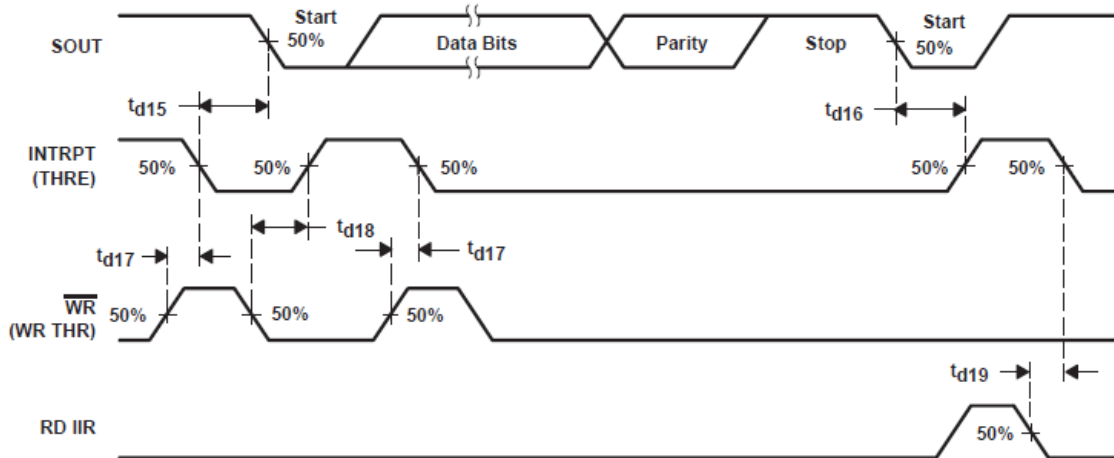 Start
SOUT 50% Data Bits Parity Stop Start 50%
td15 td16
INTRPT (THRE) 50% 50% 50% 50% 50%
td18
td17 td17
WR (WR THR) 50% 50% 50%
td19
RD IIR 50%